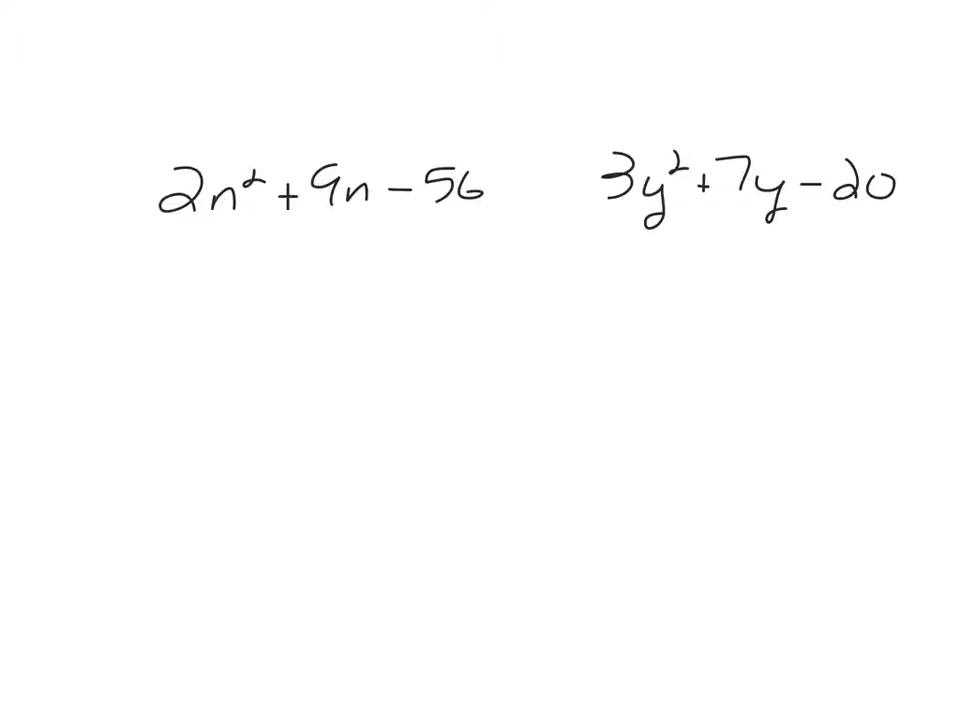 2n² + 9n - 56 3y² + 7y - 20